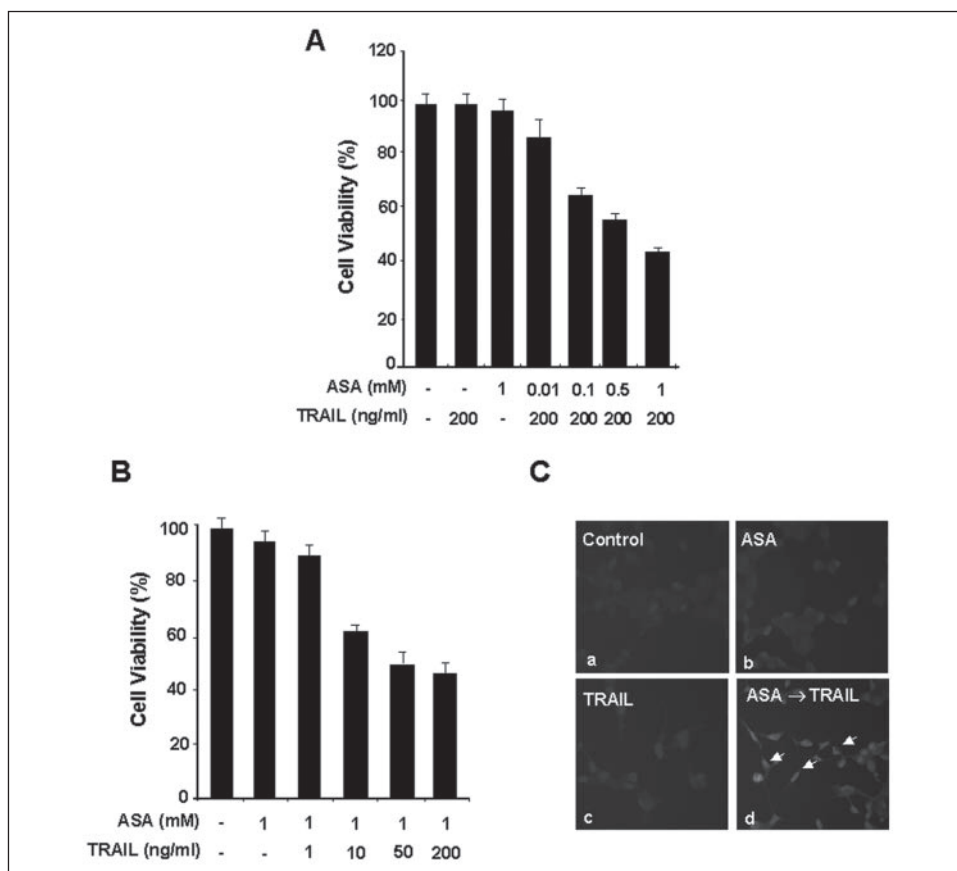 A
120
100
80
60
40
20
0
Cell Viability (%)
ASA (mM) - - 1 0.01 0.1 0.5 1
TRAIL (ng/ml) - 200 - 200 200 200 200
B
100
80
60
40
20
0
Cell Viability (%)
ASA (mM) - 1 1 1 1 1
TRAIL (ng/ml) - - 1 10 50 200
C
Control
a
ASA
b
TRAIL
c
ASA → TRAIL
d